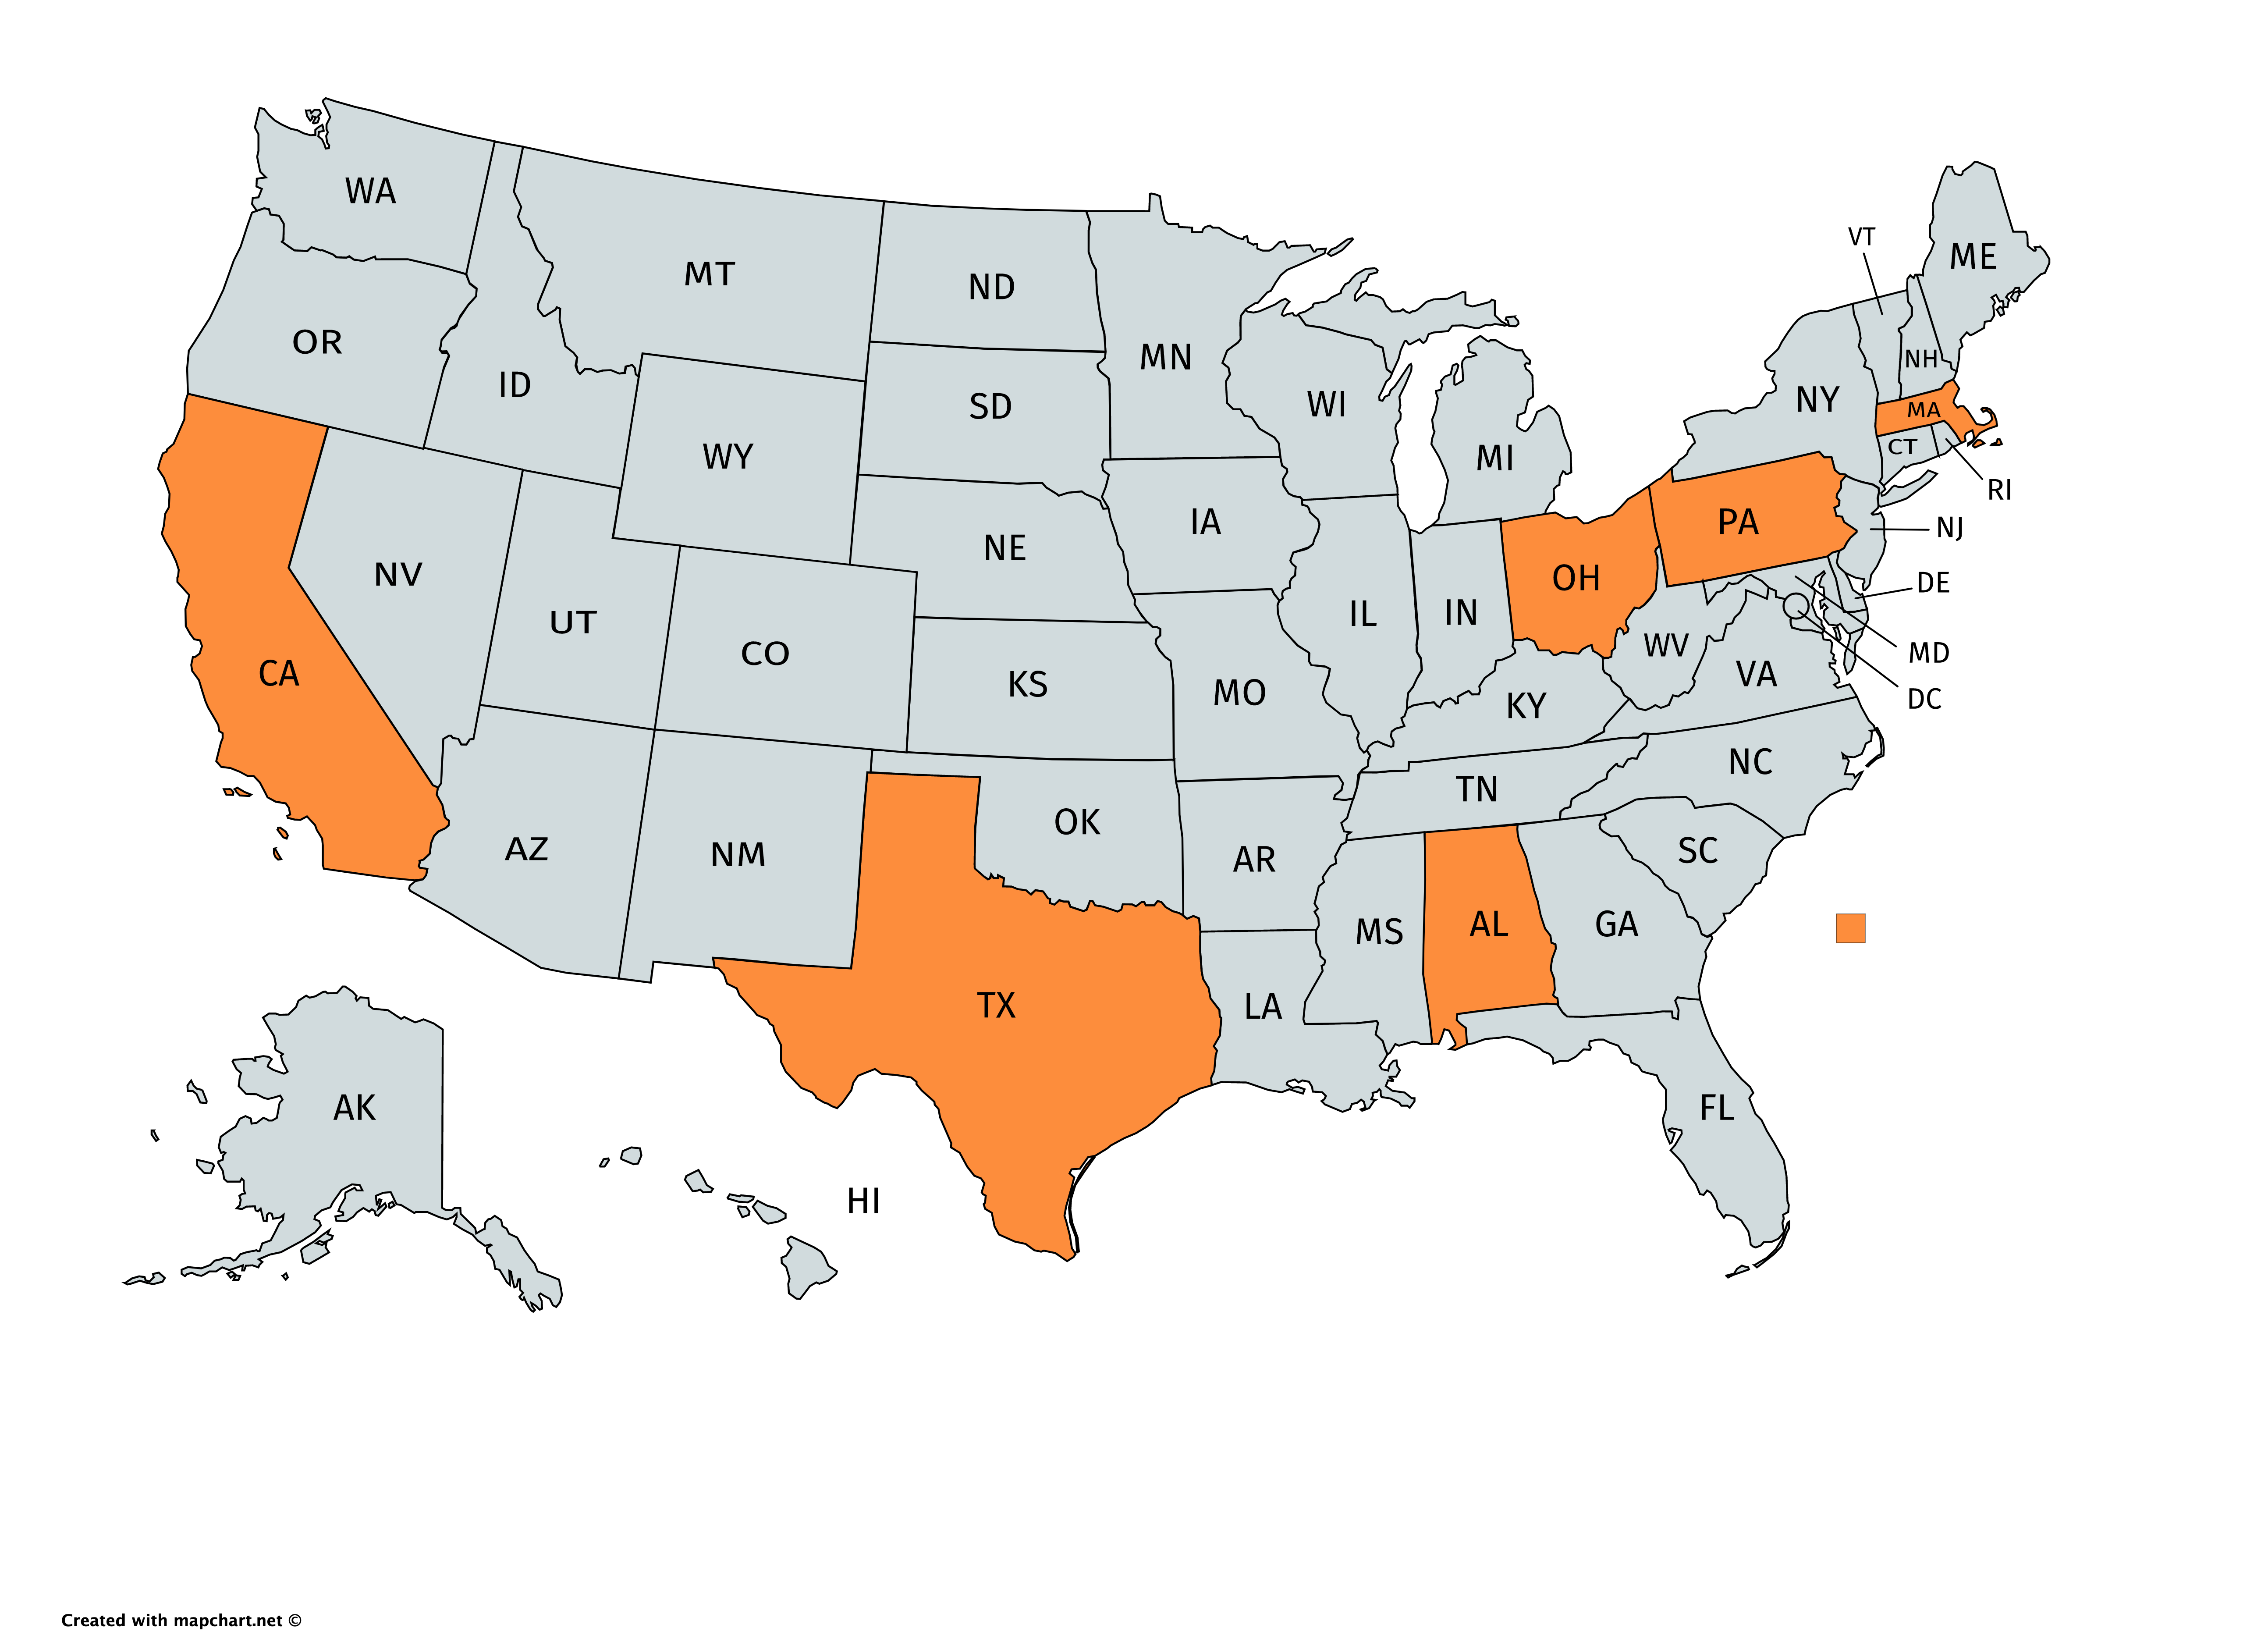 WA
MT
ND
MN
VT
ME
OR
ID
SD
WI
NH
NY
MA
WY
MI
CT
RI
IA
PA
NJ
NE
NV
OH
DE
UT
IL
IN
CO
WV
MD
CA
KS
MO
VA
KY
DC
NC
TN
OK
AZ
NM
AR
SC
AL
GA
MS
TX
LA
AK
FL
HI
Created with mapchart.net ©